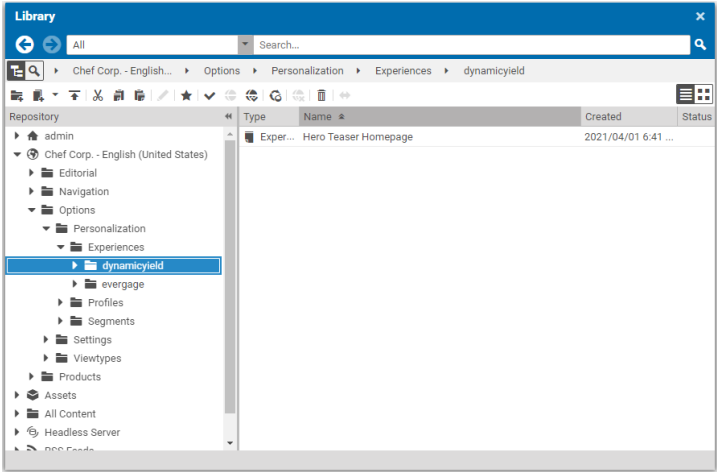 Library
All
Search...
Chef Corp. - English... Options Personalization Experiences dynamicyield
Repository
Type Name Created Status
admin
Chef Corp. - English (United States)
Editorial
Navigation
Options
Personalization
Experiences
dynamicyield
evergage
Profiles
Segments
Settings
Viewtypes
Products
Assets
All Content
Headless Server
RSS Feeds
Exper... Hero Teaser Homepage 2021/04/01 6:41 ...